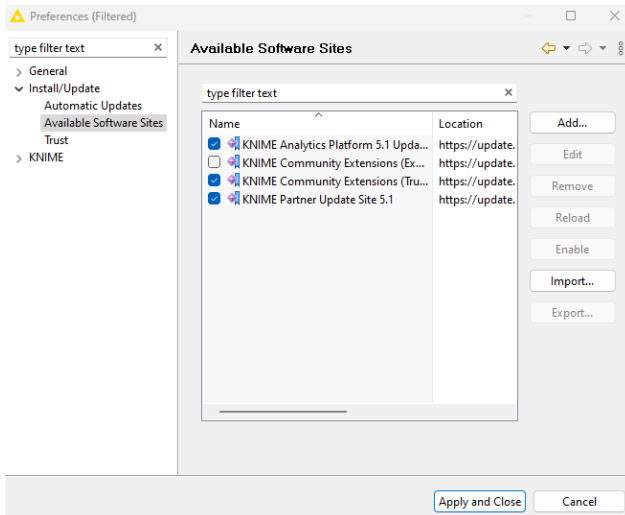 Preferences (Filtered)
type filter text
General
Install/Update
Automatic Updates
Available Software Sites
Trust
KNIME
Available Software Sites
type filter text
Name Location
KNIME Analytics Platform 5.1 Upda... https://update.
KNIME Community Extensions (Ex... https://update.
KNIME Community Extensions (Tru... https://update.
KNIME Partner Update Site 5.1 https://update.
Add...
Edit
Remove
Reload
Enable
Import...
Export...
Apply and Close Cancel